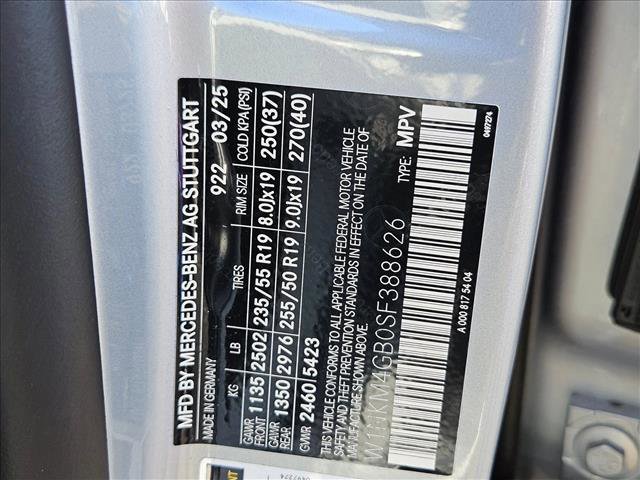 MFD BY MERCEDES-BENZ AG STUTTGART
MADE IN GERMANY 922 03/25
KG LB TIRES RIM SIZE COLD KPA (PSI)
GAWR FRONT 1135 2502 235/55 R19 8.0Jx19 250(37)
GAWR REAR 1350 2976 255/50 R19 9.0Jx19 270(40)
GVWR 2460 5423
THIS VEHICLE CONFORMS TO ALL APPLICABLE FEDERAL MOTOR VEHICLE
SAFETY AND THEFT PREVENTION STANDARDS IN EFFECT ON THE DATE OF
MANUFACTURE SHOWN ABOVE.
TYPE: MPV
W1NKM4GB0SF388626
A 000 817 54 04
0497274
0497274